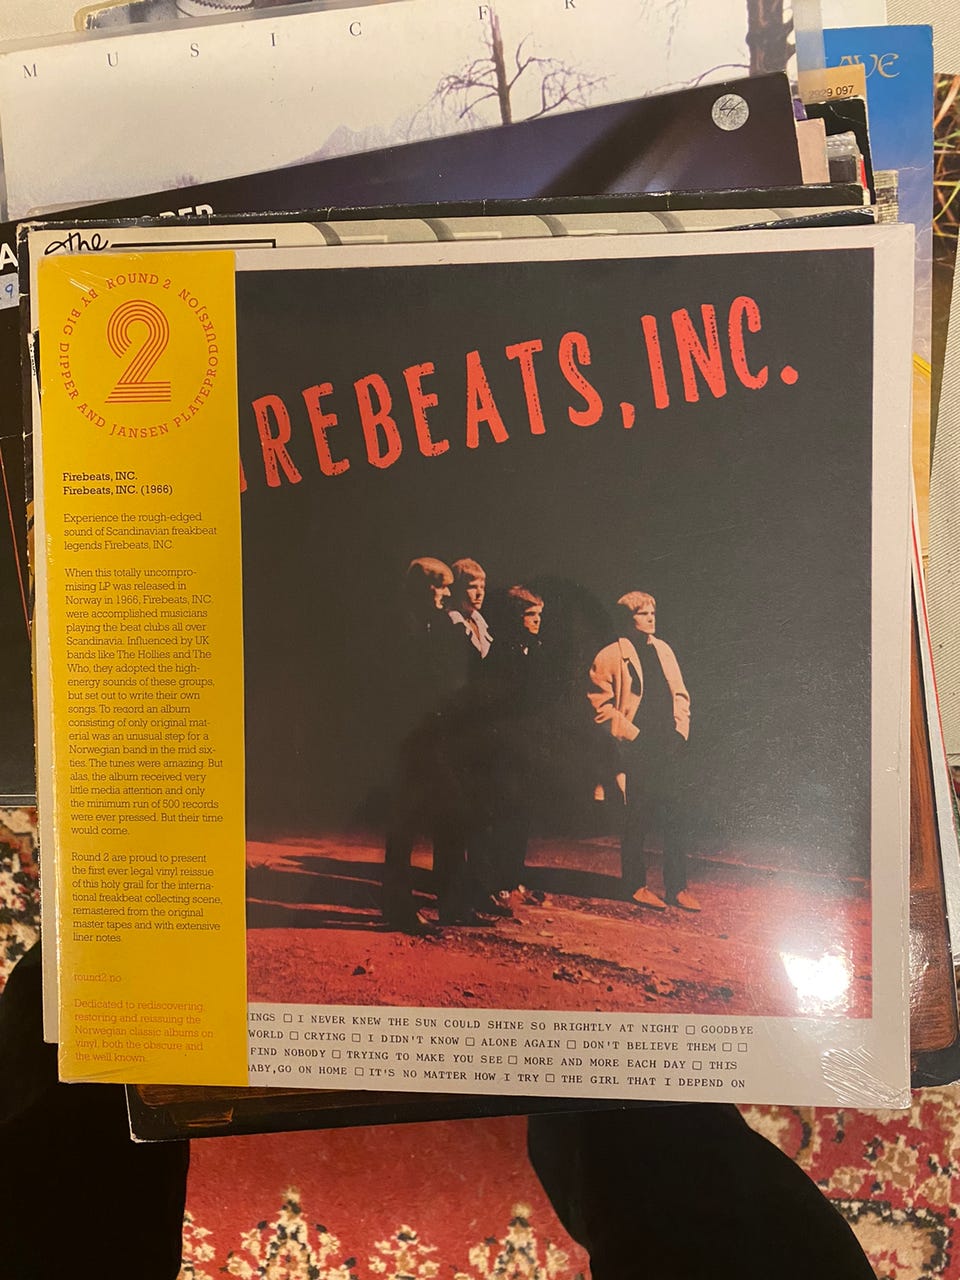 M U S I C F R
AVE
2929 097
the
9
ROUND 2
BY BIG DIPPER AND JANSEN PLATEPRODUKSJON
2
Firebeats, INC.
Firebeats, INC. (1966)
Experience the rough-edged
sound of Scandinavian freakbeat
legends Firebeats, INC.
When this totally uncompro-
mising LP was released in
Norway in 1966, Firebeats, INC.
were accomplished musicians
playing the beat clubs all over
Scandinavia. Influenced by UK
bands like The Hollies and The
Who, they adopted the high-
energy sounds of these groups,
but set out to write their own
songs. To record an album
consisting of only original mat-
erial was an unusual step for a
Norwegian band in the mid six-
ties. The tunes were amazing. But
alas, the album received very
little media attention and only
the minimum run of 500 records
were ever pressed. But their time
would come.
Round 2 are proud to present
the first ever legal vinyl reissue
of this holy grail for the interna-
tional freakbeat collecting scene,
remastered from the original
master tapes and with extensive
liner notes.
round2.no
Dedicated to rediscovering,
restoring and reissuing the
Norwegian classic albums on
vinyl, both the obscure and
the well known.
IREBEATS, INC.
INGS □ I NEVER KNEW THE SUN COULD SHINE SO BRIGHTLY AT NIGHT □ GOODBYE
WORLD □ CRYING □ I DIDN'T KNOW □ ALONE AGAIN □ DON'T BELIEVE THEM □ □
FIND NOBODY □ TRYING TO MAKE YOU SEE □ MORE AND MORE EACH DAY □ THIS
BABY, GO ON HOME □ IT'S NO MATTER HOW I TRY □ THE GIRL THAT I DEPEND ON